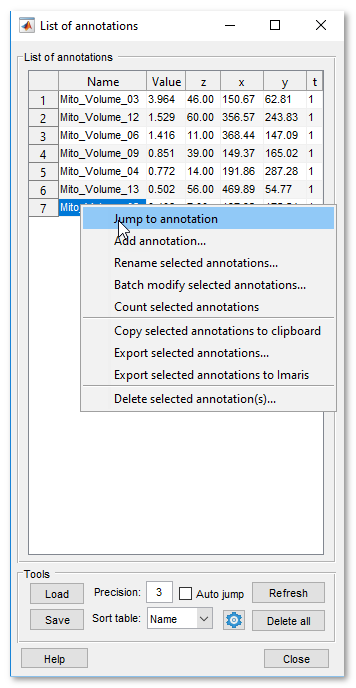 List of annotations
List of annotations
Name Value z x y t
1 Mito_Volume_03 3.964 46.00 150.67 62.81 1
2 Mito_Volume_12 1.529 60.00 356.57 243.83 1
3 Mito_Volume_06 1.416 11.00 368.44 147.09 1
4 Mito_Volume_09 0.851 39.00 149.37 165.02 1
5 Mito_Volume_04 0.772 14.00 191.86 287.28 1
6 Mito_Volume_13 0.502 56.00 469.89 54.77 1
7
Jump to annotation
Add annotation...
Rename selected annotations...
Batch modify selected annotations...
Count selected annotations
Copy selected annotations to clipboard
Export selected annotations...
Export selected annotations to Imaris
Delete selected annotation(s)...
Tools
Load Precision: 3 Auto jump Refresh
Save Sort table: Name Delete all
Help Close